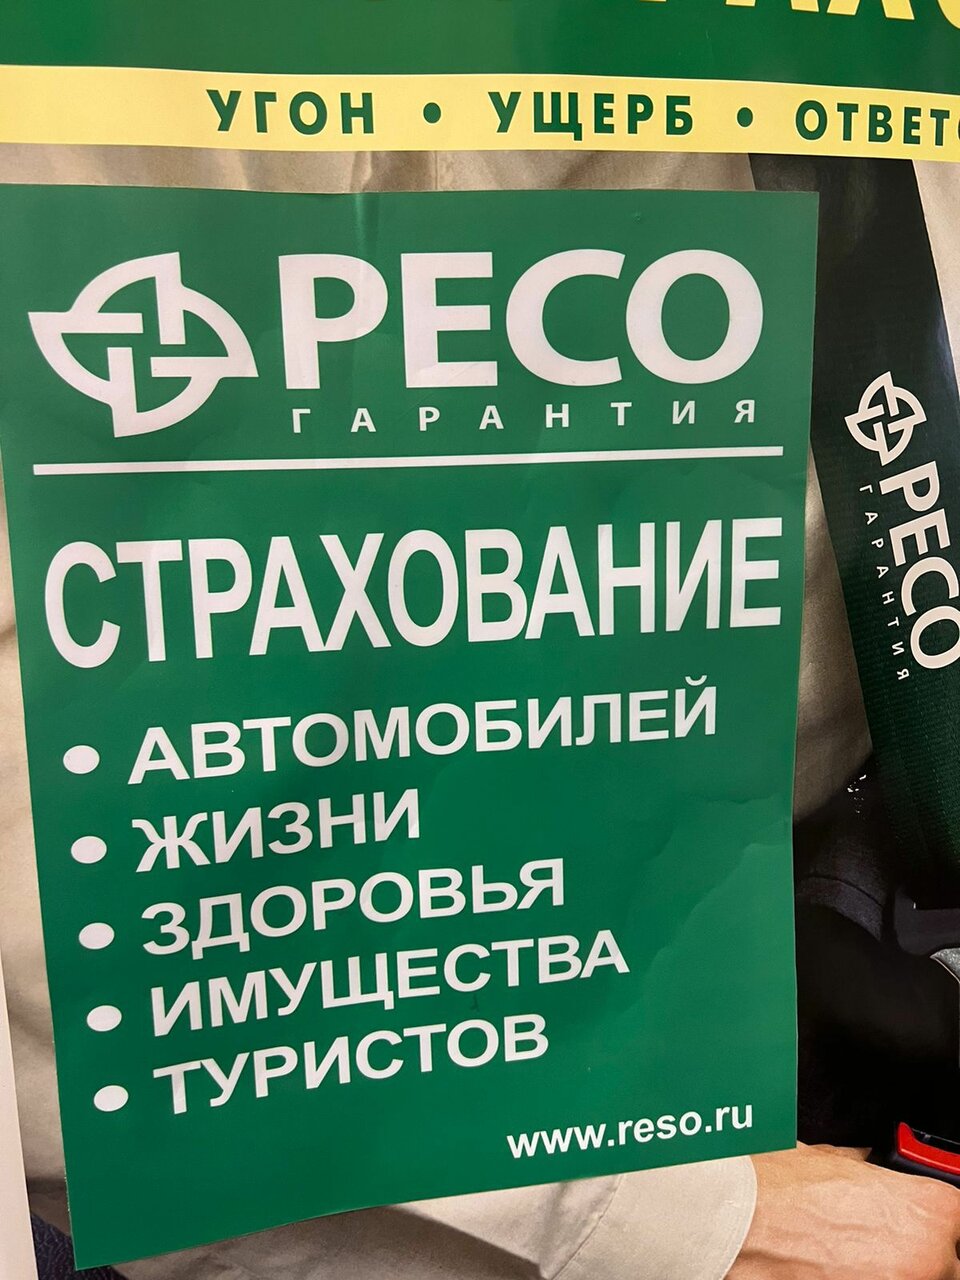 УГОН • УЩЕРБ •
РЕСО
ГАРАНТИЯ
СТРАХОВАНИЕ
• АВТОМОБИЛЕЙ
• ЖИЗНИ
• ЗДОРОВЬЯ
• ИМУЩЕСТВА
• ТУРИСТОВ
www.reso.ru
РЕСО
ГАРАНТИЯ